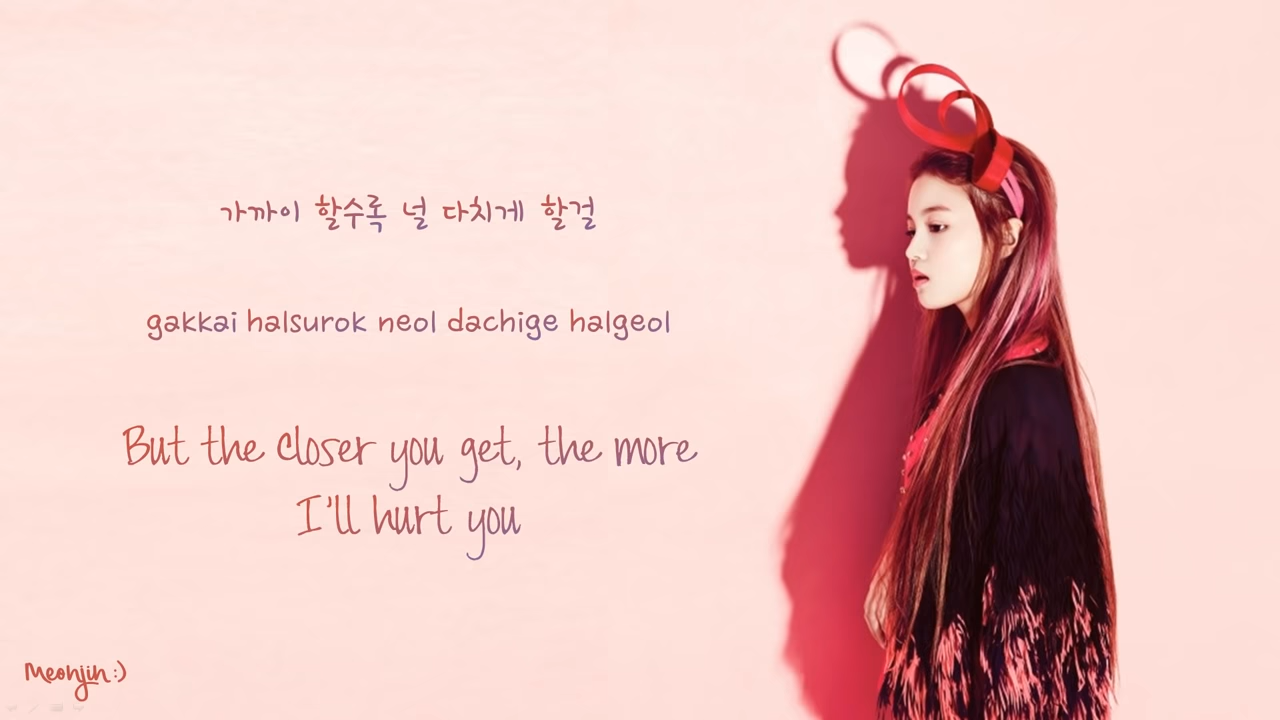 가까이 할수록 널 다치게 할걸
gakkai halsurok neol dachige halgeol
But the closer you get, the more
I'll hurt you
Meonjin :)